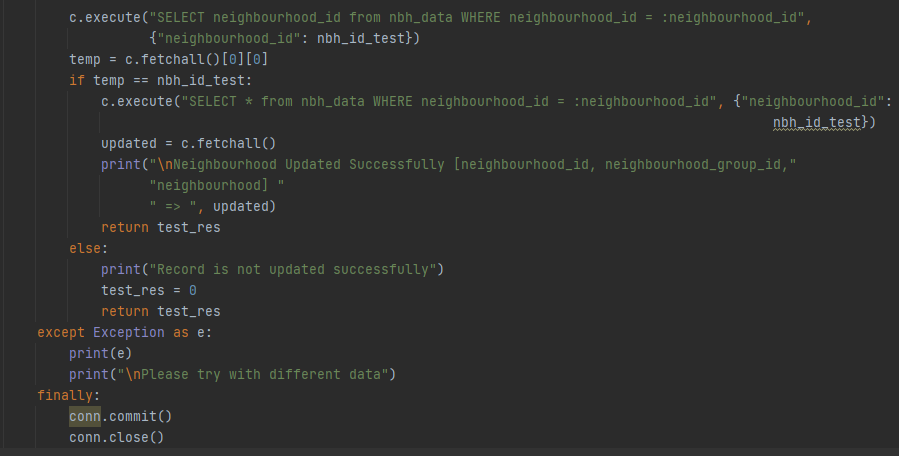 c.execute("SELECT neighbourhood_id from nbh_data WHERE neighbourhood_id = :neighbourhood_id",
{"neighbourhood_id": nbh_id_test})
temp = c.fetchall()[0][0]
if temp == nbh_id_test:
c.execute("SELECT * from nbh_data WHERE neighbourhood_id = :neighbourhood_id", {"neighbourhood_id":
nbh_id_test})
updated = c.fetchall()
print("\nNeighbourhood Updated Successfully [neighbourhood_id, neighbourhood_group_id,"
"neighbourhood] "
" => ", updated)
return test_res
else:
print("Record is not updated successfully")
test_res = 0
return test_res
except Exception as e:
print(e)
print("\nPlease try with different data")
finally:
conn.commit()
conn.close()